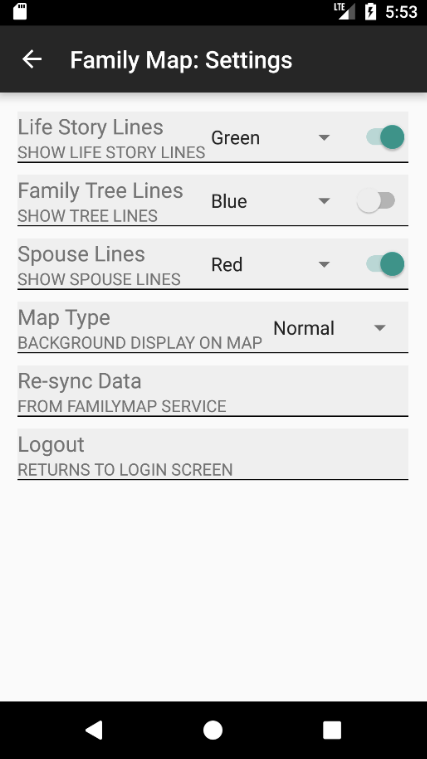 LTE 5:53
Family Map: Settings
Life Story Lines
SHOW LIFE STORY LINES
Green
Family Tree Lines
SHOW TREE LINES
Blue
Spouse Lines
SHOW SPOUSE LINES
Red
Map Type
BACKGROUND DISPLAY ON MAP
Normal
Re-sync Data
FROM FAMILYMAP SERVICE
Logout
RETURNS TO LOGIN SCREEN